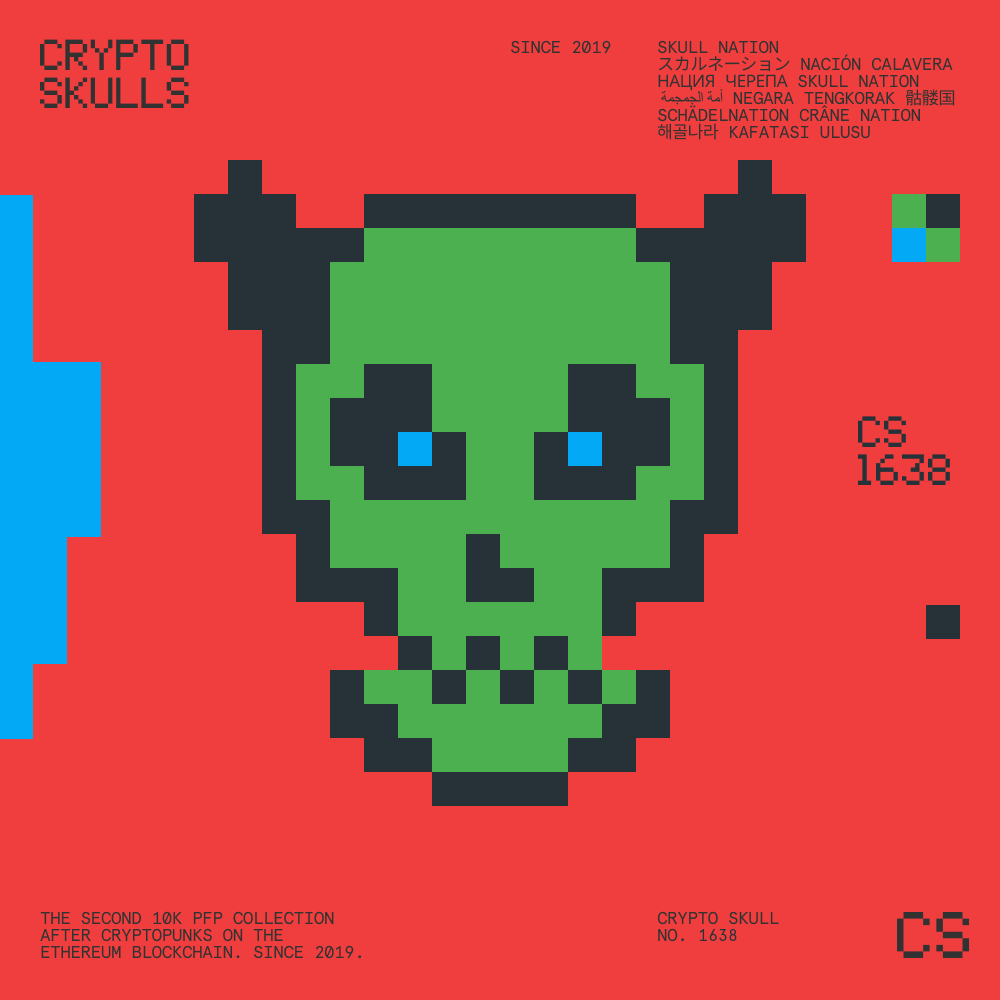 CRYPTO
SKULLS
SINCE 2019
SKULL NATION
スカルネーション NACIÓN CALAVERA
НАЦИЯ ЧЕРЕПА SKULL NATION
أمة الجمجمة NEGARA TENGKORAK 骷髅国
SCHÄDELNATION CRÂNE NATION
해골나라 KAFATASI ULUSU
CS
1638
THE SECOND 10K PFP COLLECTION
AFTER CRYPTOPUNKS ON THE
ETHEREUM BLOCKCHAIN. SINCE 2019.
CRYPTO SKULL
NO. 1638
CS